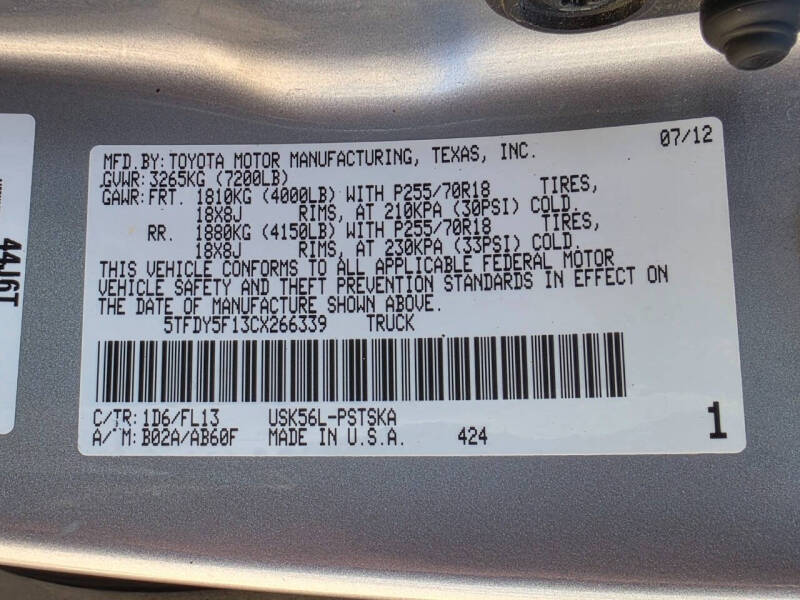 07/12
MFD.BY: TOYOTA MOTOR MANUFACTURING, TEXAS, INC.
GVWR: 3265KG (7200LB)
GAWR: FRT. 1810KG (4000LB) WITH P255/70R18 TIRES,
18X8J RIMS, AT 210KPA (30PSI) COLD.
RR. 1880KG (4150LB) WITH P255/70R18 TIRES,
18X8J RIMS, AT 230KPA (33PSI) COLD.
THIS VEHICLE CONFORMS TO ALL APPLICABLE FEDERAL MOTOR
VEHICLE SAFETY AND THEFT PREVENTION STANDARDS IN EFFECT ON
THE DATE OF MANUFACTURE SHOWN ABOVE.
5TFDY5F13CX266339 TRUCK
C/TR: 1D6/FL13 USK56L-PSTSKA
A/TM: B02A/AB60F MADE IN U.S.A. 424
1
44J6T